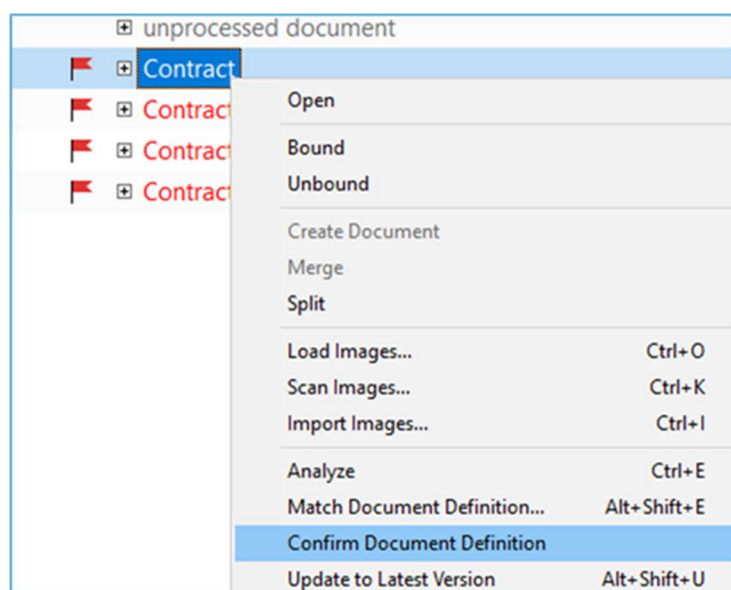 unprocessed document
Contract
Contract
Contract
Contract
Open
Bound
Unbound
Create Document
Merge
Split
Load Images... Ctrl+O
Scan Images... Ctrl+K
Import Images... Ctrl+I
Analyze Ctrl+E
Match Document Definition... Alt+Shift+E
Confirm Document Definition
Update to Latest Version Alt+Shift+U